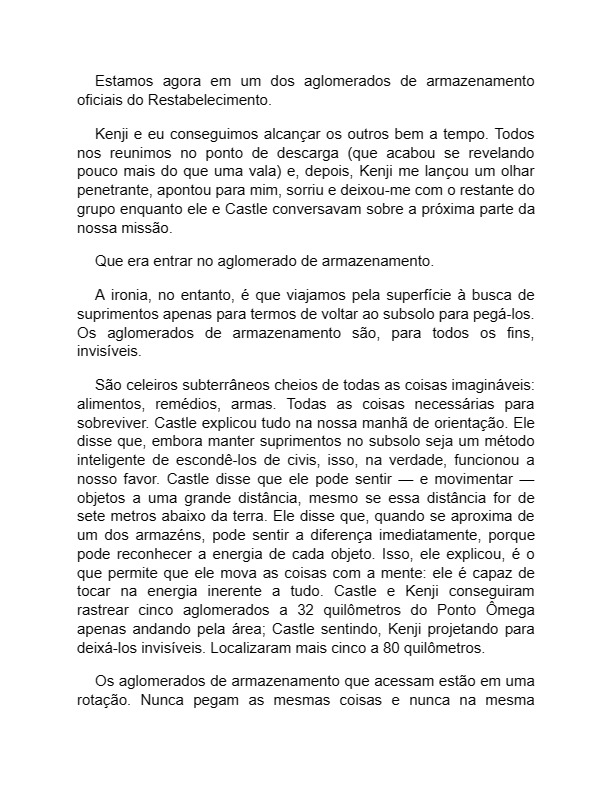 Estamos agora em um dos aglomerados de armazenamento
oficiais do Restabelecimento.
Kenji e eu conseguimos alcançar os outros bem a tempo. Todos
nos reunimos no ponto de descarga (que acabou se revelando
pouco mais do que uma vala) e, depois, Kenji me lançou um olhar
penetrante, apontou para mim, sorriu e deixou-me com o restante do
grupo enquanto ele e Castle conversavam sobre a próxima parte da
nossa missão.
Que era entrar no aglomerado de armazenamento.
A ironia, no entanto, é que viajamos pela superfície à busca de
suprimentos apenas para termos de voltar ao subsolo para pegá-los.
Os aglomerados de armazenamento são, para todos os fins,
invisíveis.
São celeiros subterrâneos cheios de todas as coisas imagináveis:
alimentos, remédios, armas. Todas as coisas necessárias para
sobreviver. Castle explicou tudo na nossa manhã de orientação. Ele
disse que, embora manter suprimentos no subsolo seja um método
inteligente de escondê-los de civis, isso, na verdade, funcionou a
nosso favor. Castle disse que ele pode sentir — e movimentar —
objetos a uma grande distância, mesmo se essa distância for de
sete metros abaixo da terra. Ele disse que, quando se aproxima de
um dos armazéns, pode sentir a diferença imediatamente, porque
pode reconhecer a energia de cada objeto. Isso, ele explicou, é o
que permite que ele mova as coisas com a mente: ele é capaz de
tocar na energia inerente a tudo. Castle e Kenji conseguiram
rastrear cinco aglomerados a 32 quilômetros do Ponto Ômega
apenas andando pela área; Castle sentindo, Kenji projetando para
deixá-los invisíveis. Localizaram mais cinco a 80 quilômetros.
Os aglomerados de armazenamento que acessam estão em uma
rotação. Nunca pegam as mesmas coisas e nunca na mesma